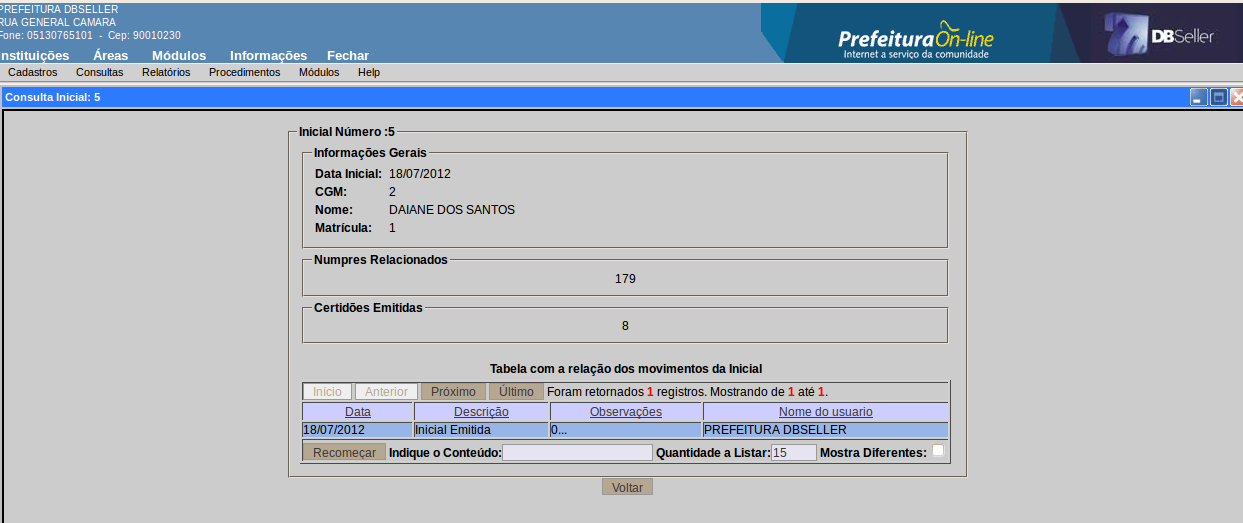 PREFEITURA DBSELLER
RUA GENERAL CAMARA
Fone: 05130765101 - Cep: 90010230
nstituições Áreas Módulos Informações Fechar
Prefeitura On-line
Internet a serviço da comunidade
DBSeller
Cadastros Consultas Relatórios Procedimentos Módulos Help
Consulta Inicial: 5
Inicial Número :5
Informações Gerais
Data Inicial: 18/07/2012
CGM: 2
Nome: DAIANE DOS SANTOS
Matrícula: 1
Numpres Relacionados
179
Certidões Emitidas
8
Tabela com a relação dos movimentos da Inicial
Início Anterior Próximo Último Foram retornados 1 registros. Mostrando de 1 até 1.
Data Descrição Observações Nome do usuario
18/07/2012 Inicial Emitida 0... PREFEITURA DBSELLER
Recomeçar Indique o Conteúdo: Quantidade a Listar: 15 Mostra Diferentes:
Voltar